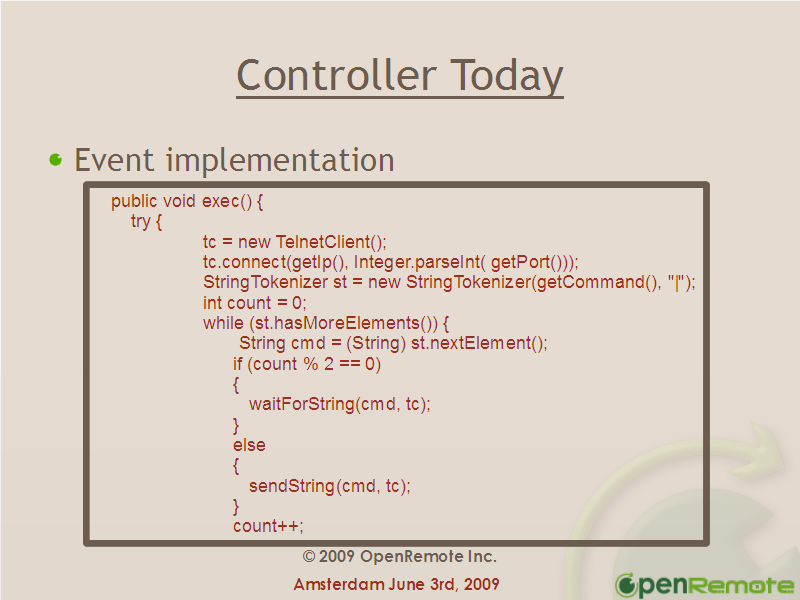 Controller Today
Event implementation
public void exec() {
try {
tc = new TelnetClient();
tc.connect(getIp(), Integer.parseInt( getPort()));
StringTokenizer st = new StringTokenizer(getCommand(), "|");
int count = 0;
while (st.hasMoreElements()) {
String cmd = (String) st.nextElement();
if (count % 2 == 0)
{
waitForString(cmd, tc);
}
else
{
sendString(cmd, tc);
}
count++;
© 2009 OpenRemote Inc.
Amsterdam June 3rd, 2009
OpenRemote